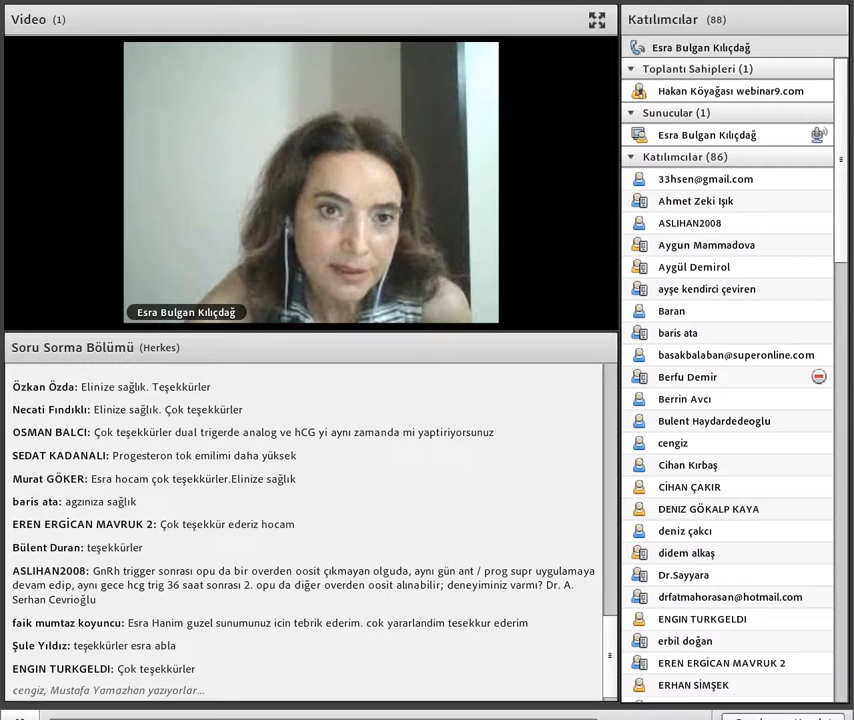 Video (1)
Esra Bulgan Kılıçdağ
Soru Sorma Bölümü (Herkes)
Özkan Özda: Elinize sağlık. Teşekkürler
Necati Fındıklı: Elinize sağlık. Çok teşekkürler
OSMAN BALCI: Çok teşekkürler dual trigerde analog ve hCG yi aynı zamanda mi yaptiriyorsunuz
SEDAT KADANALI: Progesteron tok emilimi daha yüksek
Murat GÖKER: Esra hocam çok teşekkürler.Elinize sağlık
baris ata: agzınıza sağlık
EREN ERGİCAN MAVRUK 2: Çok teşekkür ederiz hocam
Bülent Duran: teşekkürler
ASLIHAN2008: GnRh trigger sonrası opu da bir overden oosit çıkmayan olguda, aynı gün ant / prog supr uygulamaya
devam edip, aynı gece hcg trig 36 saat sonrası 2. opu da diğer overden oosit alınabilir; deneyiminiz varmı? Dr. A.
Serhan Cevrioğlu
faik mumtaz koyuncu: Esra Hanim guzel sunumunuz icin tebrik ederim. cok yararlandim tesekkur ederim
Şule Yıldız: teşekkürler esra abla
ENGIN TURKGELDI: Çok teşekkürler
cengiz, Mustafa Yamazhan yazıyorlar...
Katılımcılar (88)
Esra Bulgan Kılıçdağ
Toplantı Sahipleri (1)
Hakan Köyağası webinar9.com
Sunucular (1)
Esra Bulgan Kılıçdağ
Katılımcılar (86)
33hsen@gmail.com
Ahmet Zeki Işık
ASLIHAN2008
Aygun Mammadova
Aygül Demirol
ayşe kendirci çeviren
Baran
baris ata
basakbalaban@superonline.com
Berfu Demir
Berrin Avcı
Bulent Haydardedeoglu
cengiz
Cihan Kırbaş
CİHAN ÇAKIR
DENIZ GÖKALP KAYA
deniz çakcı
didem alkaş
Dr.Sayyara
drfatmahorasan@hotmail.com
ENGIN TURKGELDI
erbil doğan
EREN ERGİCAN MAVRUK 2
ERHAN SİMŞEK